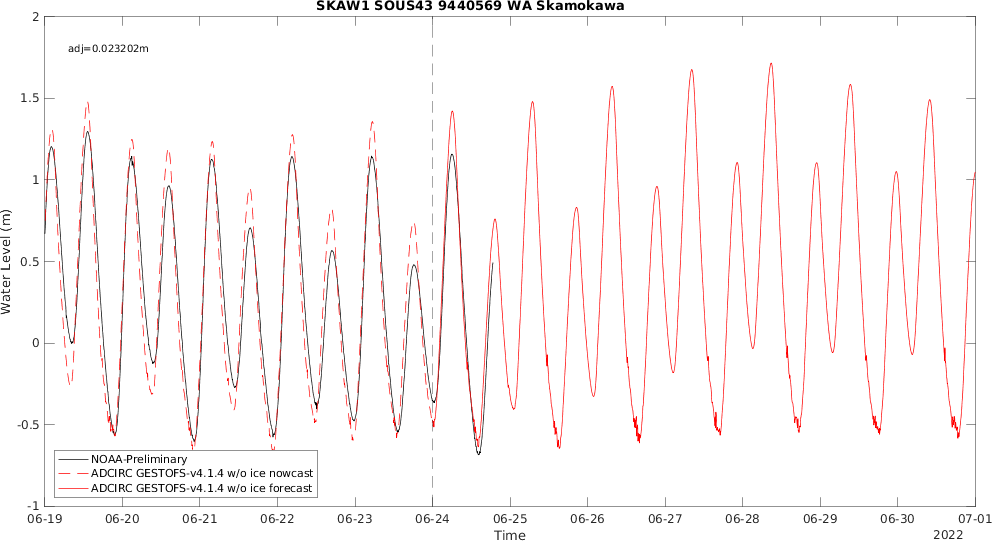 SKAW1 SOUS43 9440569 WA Skamokawa
adj=0.023202m
2
1.5
1
0.5
0
-0.5
-1
Water Level (m)
NOAA-Preliminary
ADCIRC GESTOFS-v4.1.4 w/o ice nowcast
ADCIRC GESTOFS-v4.1.4 w/o ice forecast
06-19 06-20 06-21 06-22 06-23 06-24 06-25 06-26 06-27 06-28 06-29 06-30 07-01
Time
2022